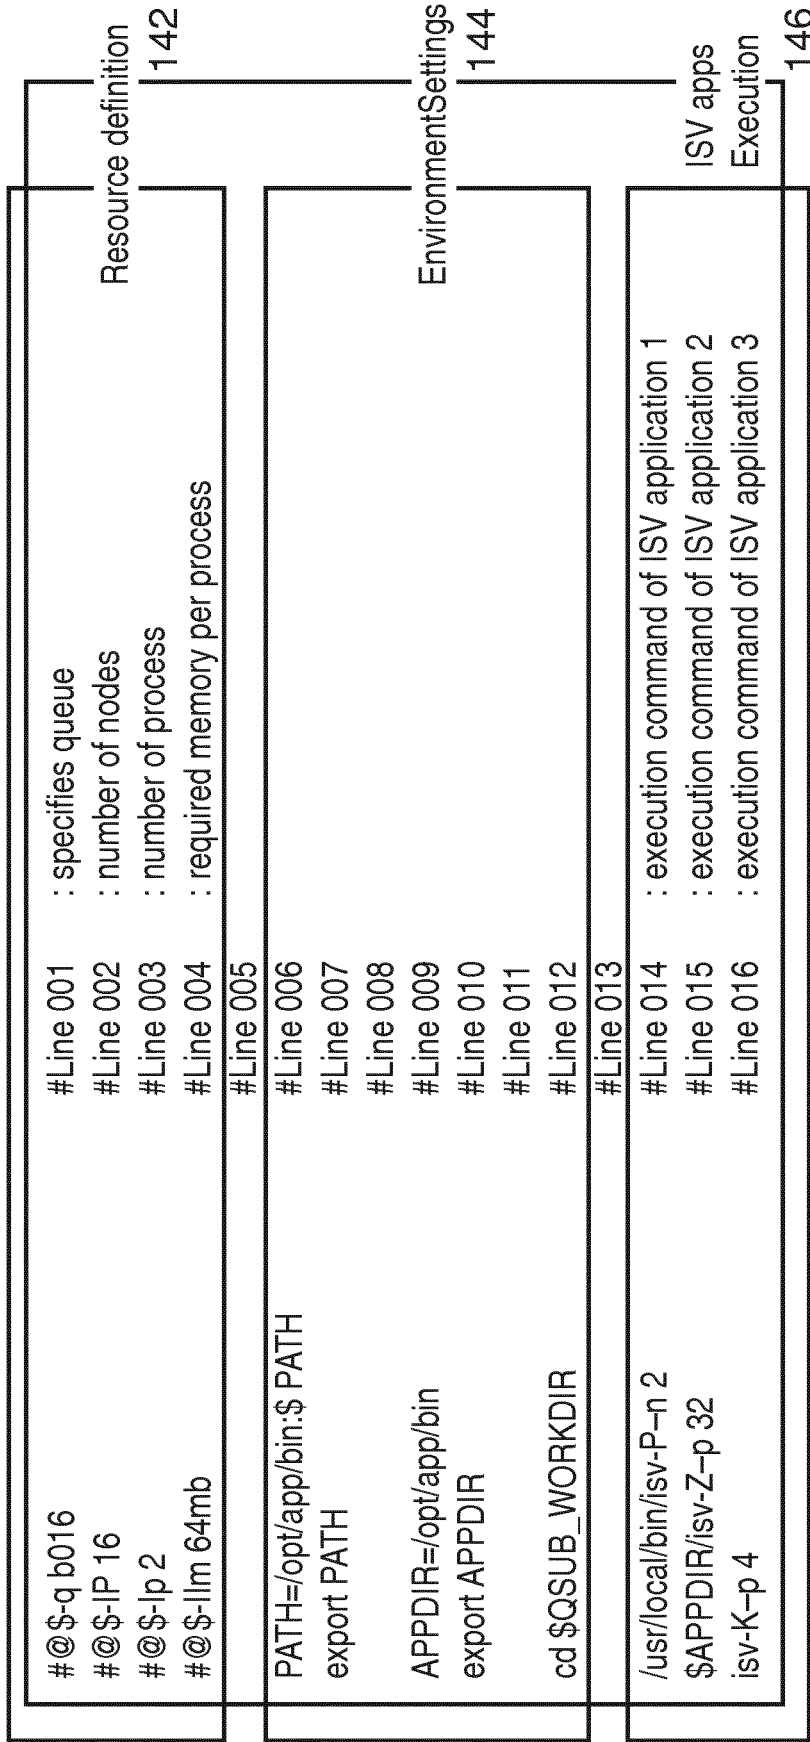 #@$-q b016 #Line 001 : specifies queue
#@$-lP 16 #Line 002 : number of nodes
#@$-lp 2 #Line 003 : number of process
#@$-llm 64mb #Line 004 : required memory per process
Resource definition
142
#Line 005
PATH=/opt/app/bin:$ PATH #Line 006
export PATH #Line 007
#Line 008
APPDIR=/opt/app/bin #Line 009
export APPDIR #Line 010
#Line 011
cd $QSUB_WORKDIR #Line 012
EnvironmentSettings
144
#Line 013
/usr/local/bin/isv-P–n 2 #Line 014 : execution command of ISV application 1
$APPDIR/isv-Z–p 32 #Line 015 : execution command of ISV application 2
isv-K–p 4 #Line 016 : execution command of ISV application 3
ISV apps
Execution
146